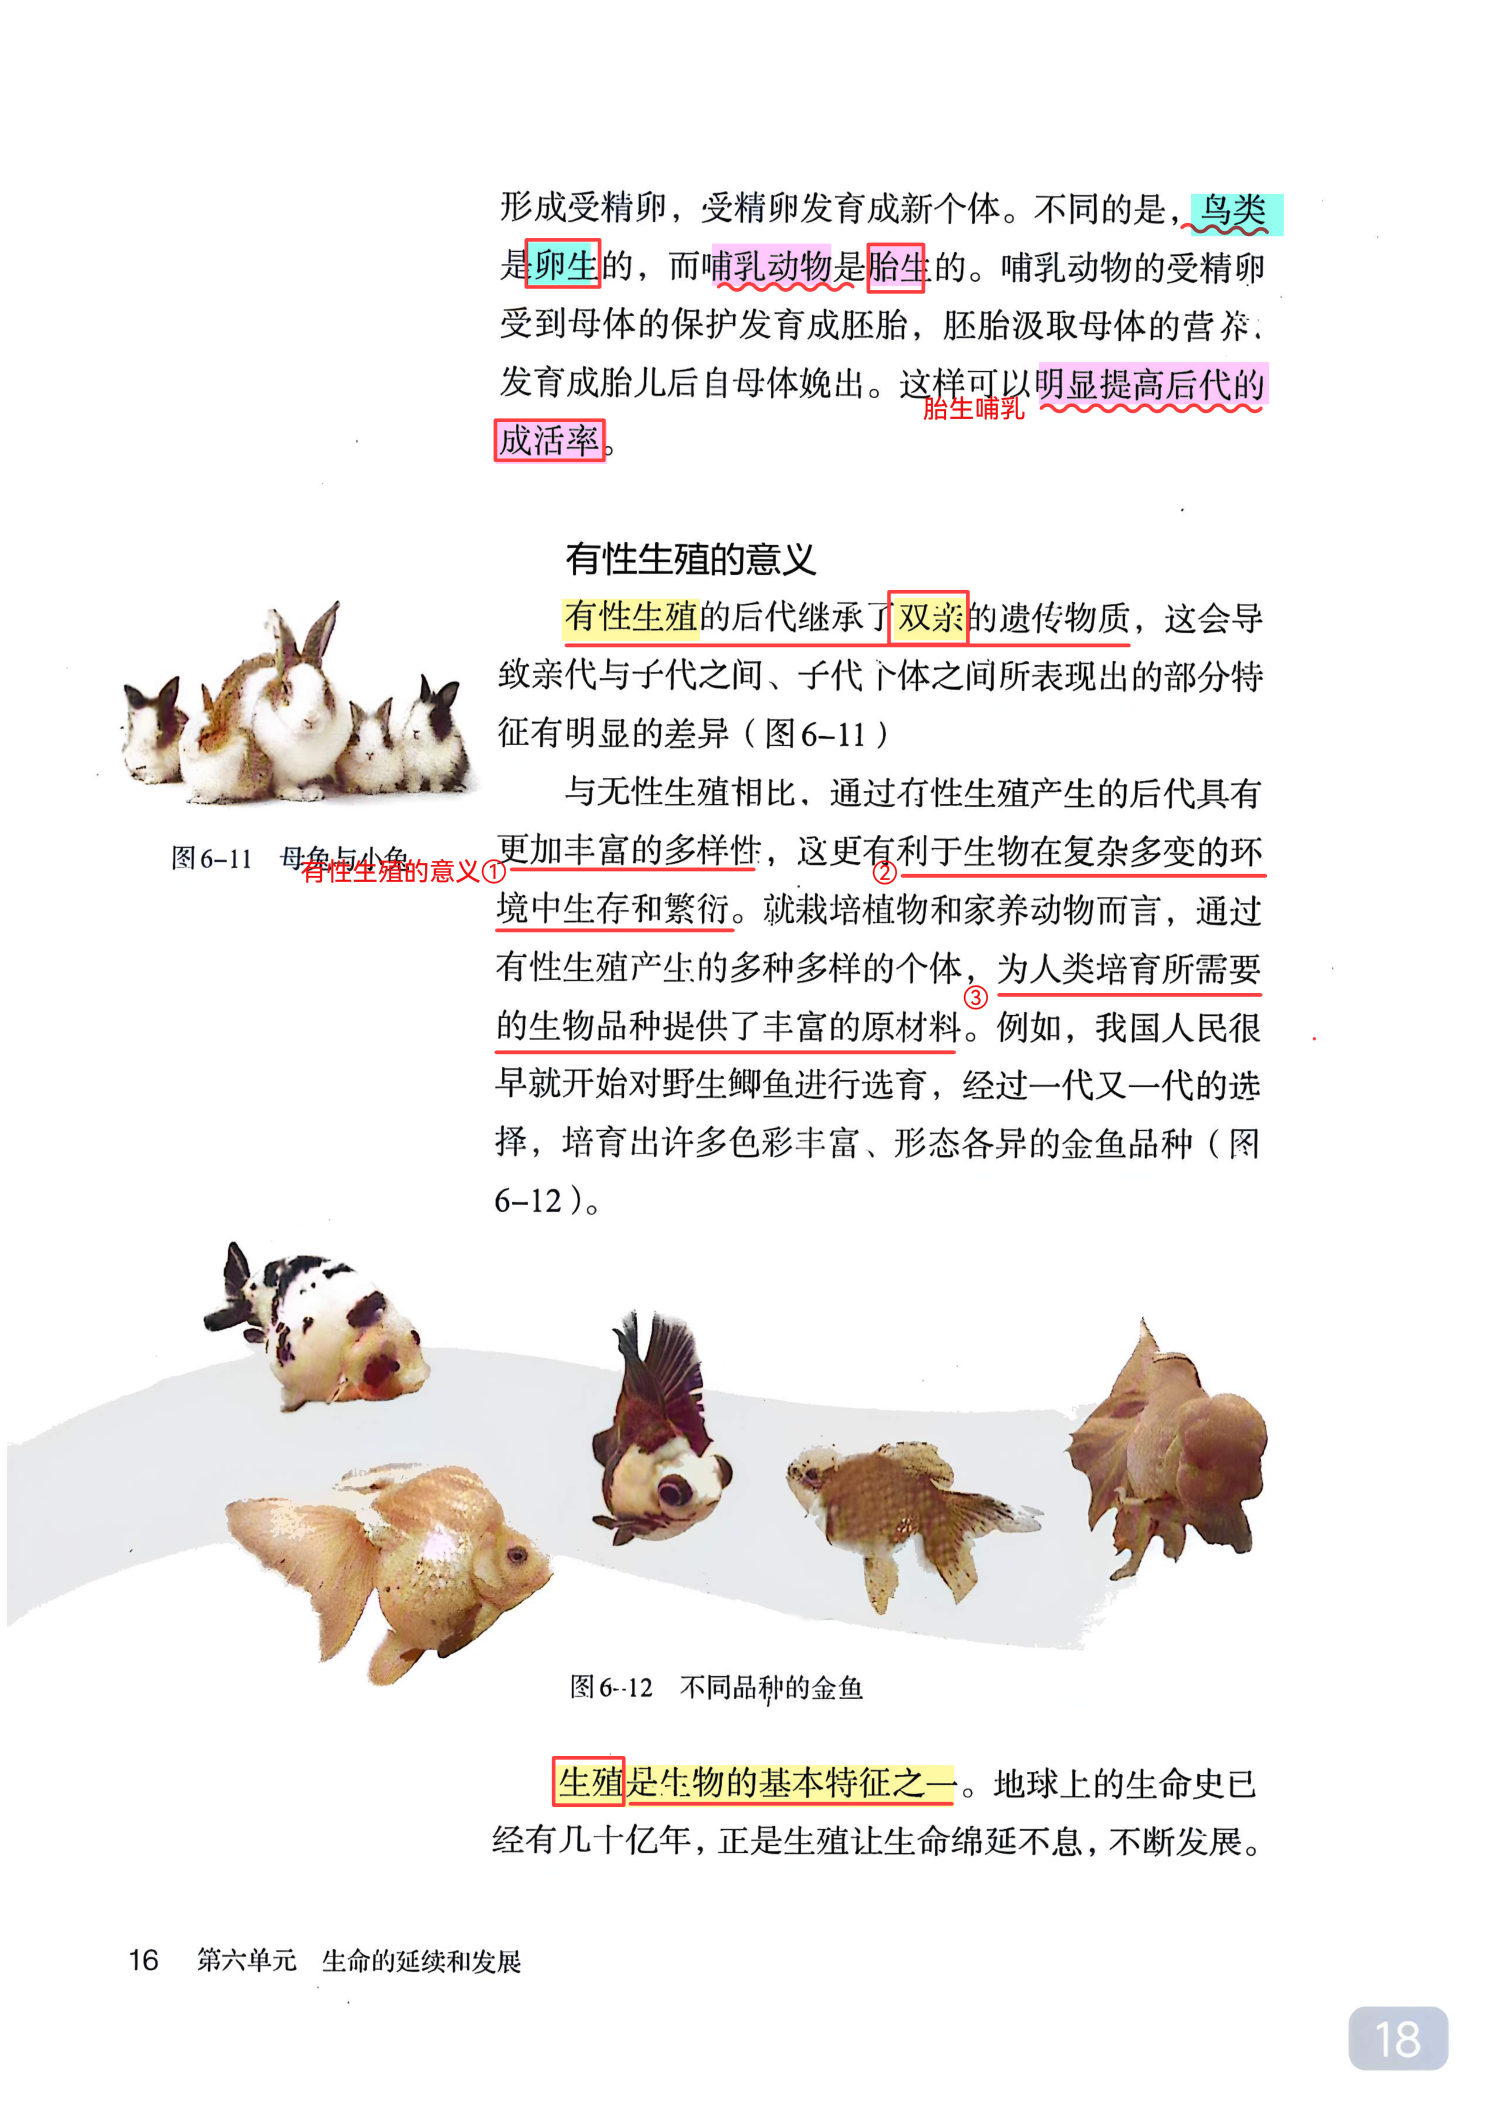 形成受精卵，受精卵发育成新个体。不同的是，鸟类
是卵生的，而哺乳动物是胎生的。哺乳动物的受精卵
受到母体的保护发育成胚胎，胚胎汲取母体的营养、
发育成胎儿后自母体娩出。这样可以明显提高后代的
胎生哺乳
成活率。
有性生殖的意义
有性生殖的后代继承了双亲的遗传物质，这会导
致亲代与子代之间、子代个体之间所表现出的部分特
征有明显的差异（图6-11）
与无性生殖相比，通过有性生殖产生的后代具有
更加丰富的多样性，这更有利于生物在复杂多变的环
境中生存和繁衍。就栽培植物和家养动物而言，通过
有性生殖产生的多种多样的个体，为人类培育所需要
的生物品种提供了丰富的原材料。例如，我国人民很
早就开始对野生鲫鱼进行选育，经过一代又一代的选
择，培育出许多色彩丰富、形态各异的金鱼品种（图
6-12）。
图6-11 母兔与小兔
有性生殖的意义①
②
③
图6-12 不同品种的金鱼
生殖是生物的基本特征之一。地球上的生命史已
经有几十亿年，正是生殖让生命绵延不息，不断发展。
16 第六单元 生命的延续和发展
18